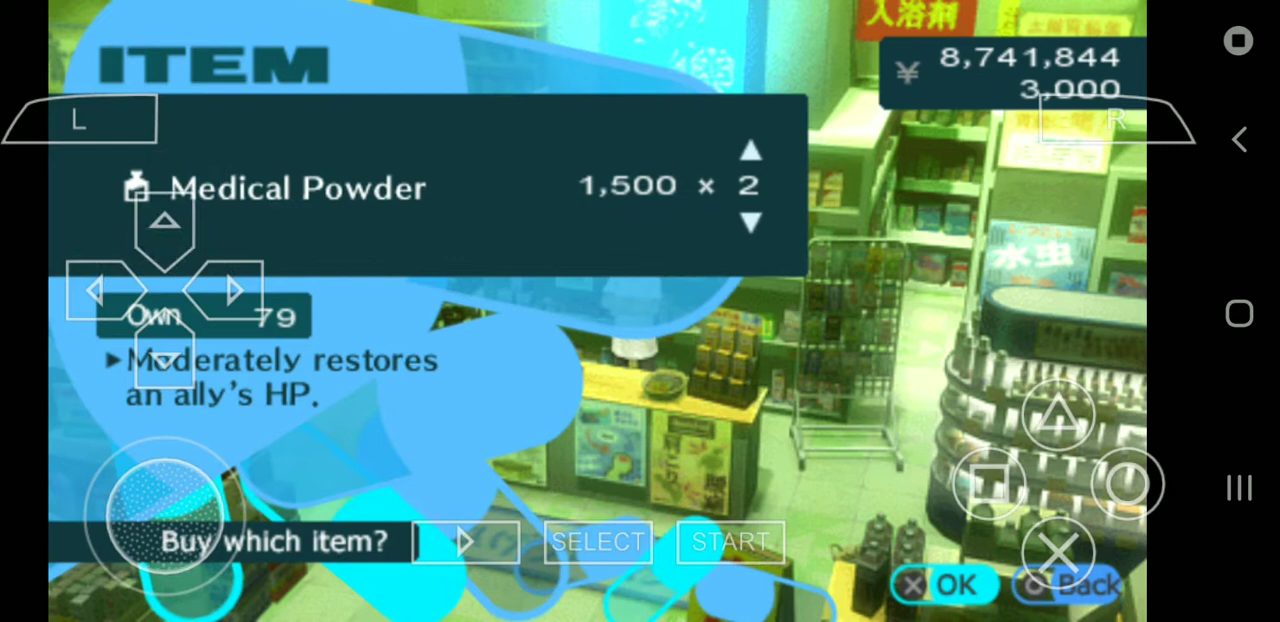 ITEM
入浴剤
¥ 8,741,844
3,000
L
R
Medical Powder 1,500 × 2
水虫
Own 79
Moderately restores
an ally's HP.
Buy which item?
SELECT
START
OK
Back